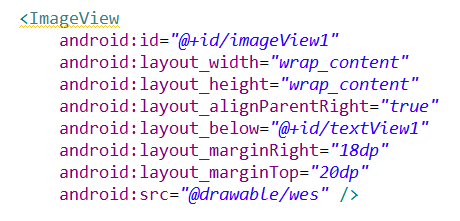 <ImageView
android:id="@+id/imageView1"
android:layout_width="wrap_content"
android:layout_height="wrap_content"
android:layout_alignParentRight="true"
android:layout_below="@+id/textView1"
android:layout_marginRight="18dp"
android:layout_marginTop="20dp"
android:src="@drawable/wes" />